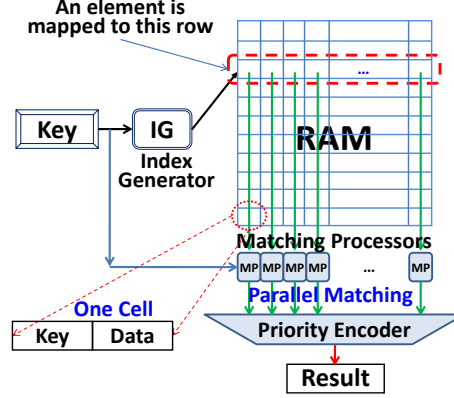 An element is
mapped to this row
...
Key
IG
RAM
Index
Generator
Matching Processors
MP MP MP MP ... MP
One Cell
Parallel Matching
Key Data
Priority Encoder
Result